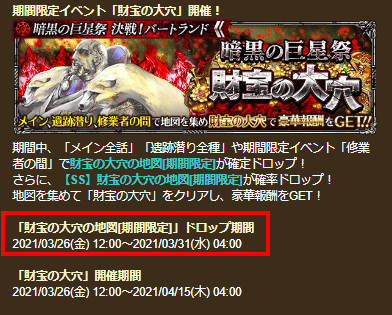 期間限定イベント「財宝の大穴」開催！
暗黒の巨星祭 決戦！バートランド
暗黒の巨星祭
財宝の大穴
メイン、遺跡潜り、修業者の間で地図を集め財宝の大穴で豪華報酬をGET!!
期間中、「メイン全話」「遺跡潜り全種」や期間限定イベント「修業
者の間」で財宝の大穴の地図[期間限定]が確定ドロップ！
さらに、【SS】財宝の大穴の地図[期間限定]が確率ドロップ！
地図を集めて「財宝の大穴」をクリアし、豪華報酬をGET！
「財宝の大穴の地図[期間限定]」ドロップ期間
2021/03/26(金) 12:00～2021/03/31(水) 04:00
「財宝の大穴」開催期間
2021/03/26(金) 12:00～2021/04/15(木) 04:00